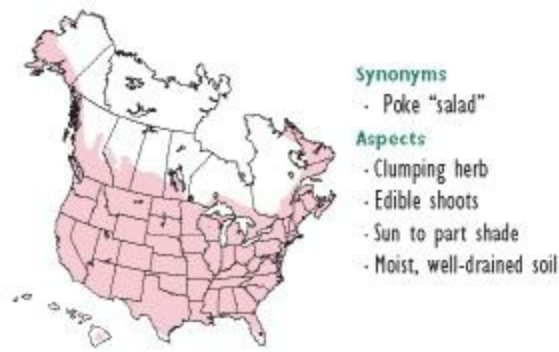 Synonyms
· Poke “salad”
Aspects
· Clumping herb
· Edible shoots
· Sun to part shade
· Moist, well-drained soil